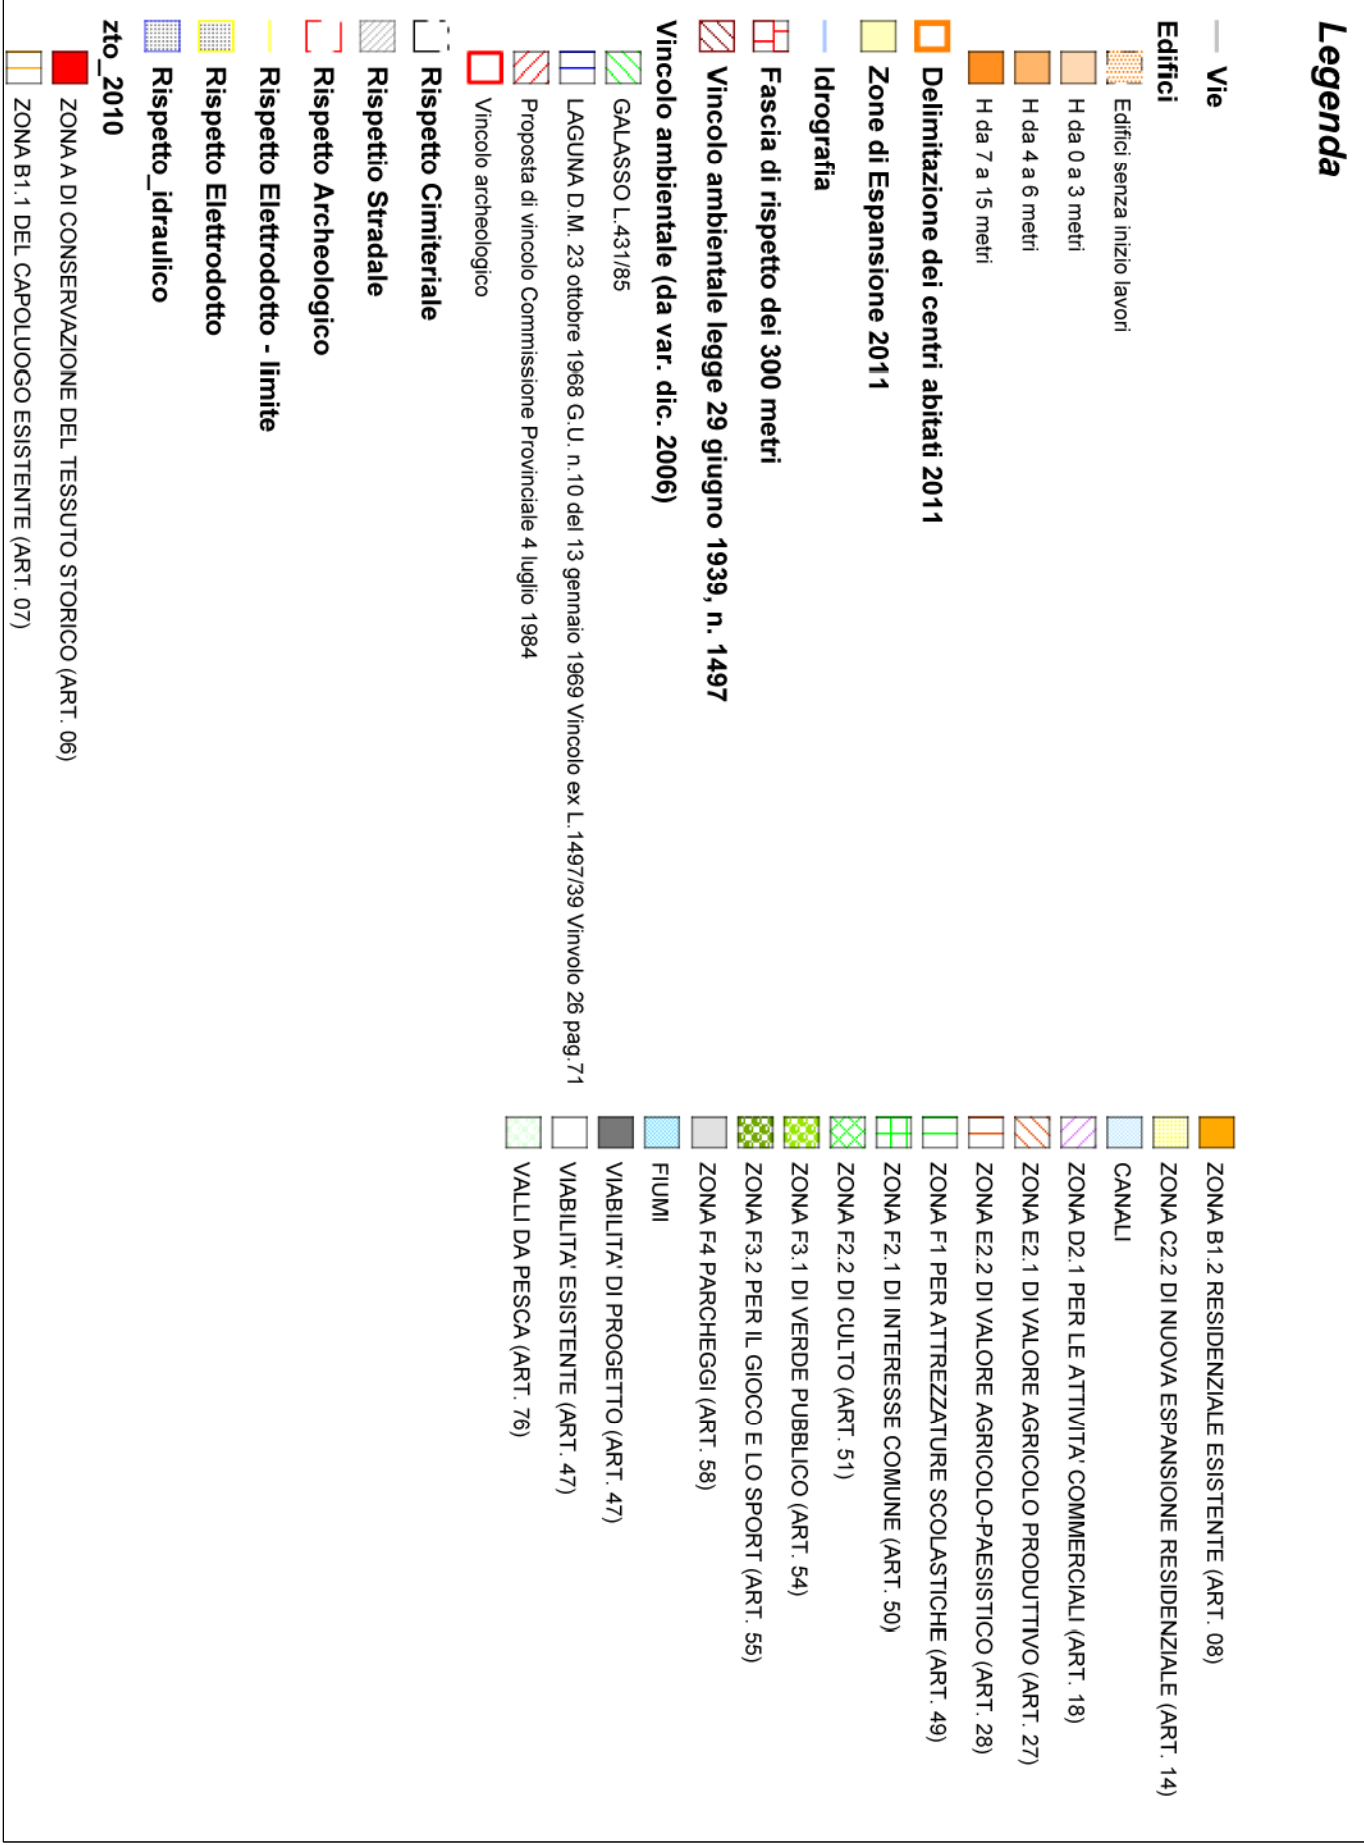 Legenda
Vie
Edifici
Edifici senza inizio lavori
H da 0 a 3 metri
H da 4 a 6 metri
H da 7 a 15 metri
Delimitazione dei centri abitati 2011
Zone di Espansione 2011
Idrografia
Fascia di rispetto dei 300 metri
Vincolo ambientale legge 29 giugno 1939, n. 1497
Vincolo ambientale (da var. dic. 2006)
GALASSO L.431/85
LAGUNA D.M. 23 ottobre 1968 G.U. n.10 del 13 gennaio 1969 Vincolo ex L.1497/39 Vinvolo 26 pag.71
Proposta di vincolo Commissione Provinciale 4 luglio 1984
Vincolo archeologico
Rispetto Cimiteriale
Rispettio Stradale
Rispetto Archeologico
Rispetto Elettrodotto - limite
Rispetto Elettrodotto
Rispetto_idraulico
zto_2010
ZONA A DI CONSERVAZIONE DEL TESSUTO STORICO (ART. 06)
ZONA B1.1 DEL CAPOLUOGO ESISTENTE (ART. 07)
ZONA B1.2 RESIDENZIALE ESISTENTE (ART. 08)
ZONA C2.2 DI NUOVA ESPANSIONE RESIDENZIALE (ART. 14)
CANALI
ZONA D2.1 PER LE ATTIVITA' COMMERCIALI (ART. 18)
ZONA E2.1 DI VALORE AGRICOLO PRODUTTIVO (ART. 27)
ZONA E2.2 DI VALORE AGRICOLO-PAESISTICO (ART. 28)
ZONA F1 PER ATTREZZATURE SCOLASTICHE (ART. 49)
ZONA F2.1 DI INTERESSE COMUNE (ART. 50)
ZONA F2.2 DI CULTO (ART. 51)
ZONA F3.1 DI VERDE PUBBLICO (ART. 54)
ZONA F3.2 PER IL GIOCO E LO SPORT (ART. 55)
ZONA F4 PARCHEGGI (ART. 58)
FIUMI
VIABILITA' DI PROGETTO (ART. 47)
VIABILITA' ESISTENTE (ART. 47)
VALLI DA PESCA (ART. 76)